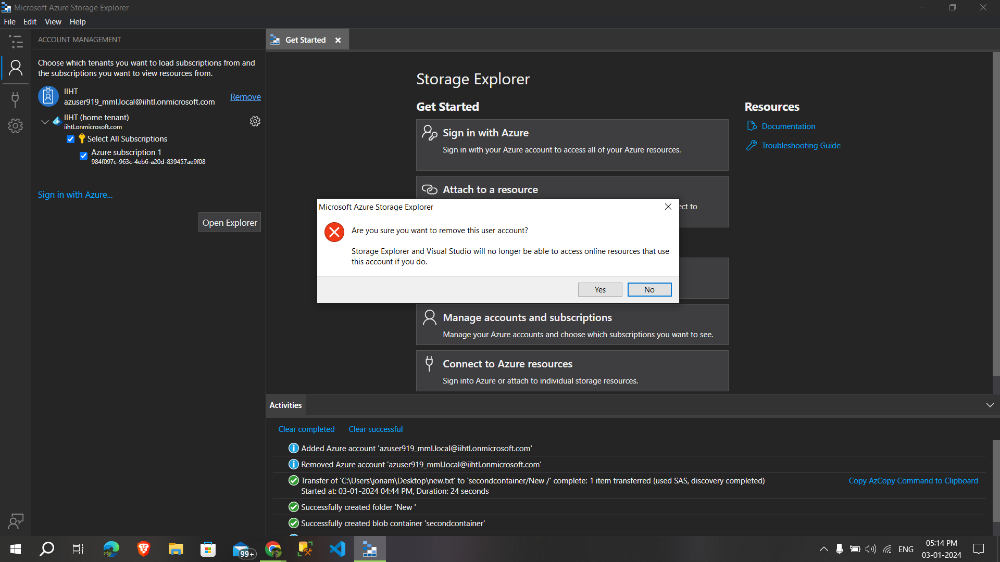 Microsoft Azure Storage Explorer
File Edit View Help
ACCOUNT MANAGEMENT
Choose which tenants you want to load subscriptions from and
the subscriptions you want to view resources from.
IIHT
azuser919_mml.local@iihtl.onmicrosoft.com
Remove
IIHT (home tenant)
iihtl.onmicrosoft.com
Select All Subscriptions
Azure subscription 1
984f097c-963c-4eb6-a20d-839457ae9f08
Sign in with Azure...
Open Explorer
Get Started
Storage Explorer
Get Started
Sign in with Azure
Sign in with your Azure account to access all of your Azure resources.
Attach to a resource
ect to
Resources
Documentation
Troubleshooting Guide
Microsoft Azure Storage Explorer
Are you sure you want to remove this user account?
Storage Explorer and Visual Studio will no longer be able to access online resources that use
this account if you do.
Yes
No
Manage accounts and subscriptions
Manage your Azure accounts and choose which subscriptions you want to see.
Connect to Azure resources
Sign into Azure or attach to individual storage resources.
Activities
Clear completed Clear successful
Added Azure account 'azuser919_mml.local@iihtl.onmicrosoft.com'
Removed Azure account 'azuser919_mml.local@iihtl.onmicrosoft.com'
Transfer of 'C:\Users\jonam\Desktop\new.txt' to 'secondcontainer/New /' complete: 1 item transferred (used SAS, discovery completed)
Started at: 03-01-2024 04:44 PM, Duration: 24 seconds
Copy AzCopy Command to Clipboard
Successfully created folder 'New '
Successfully created blob container 'secondcontainer'
99+
ENG
05:14 PM
03-01-2024